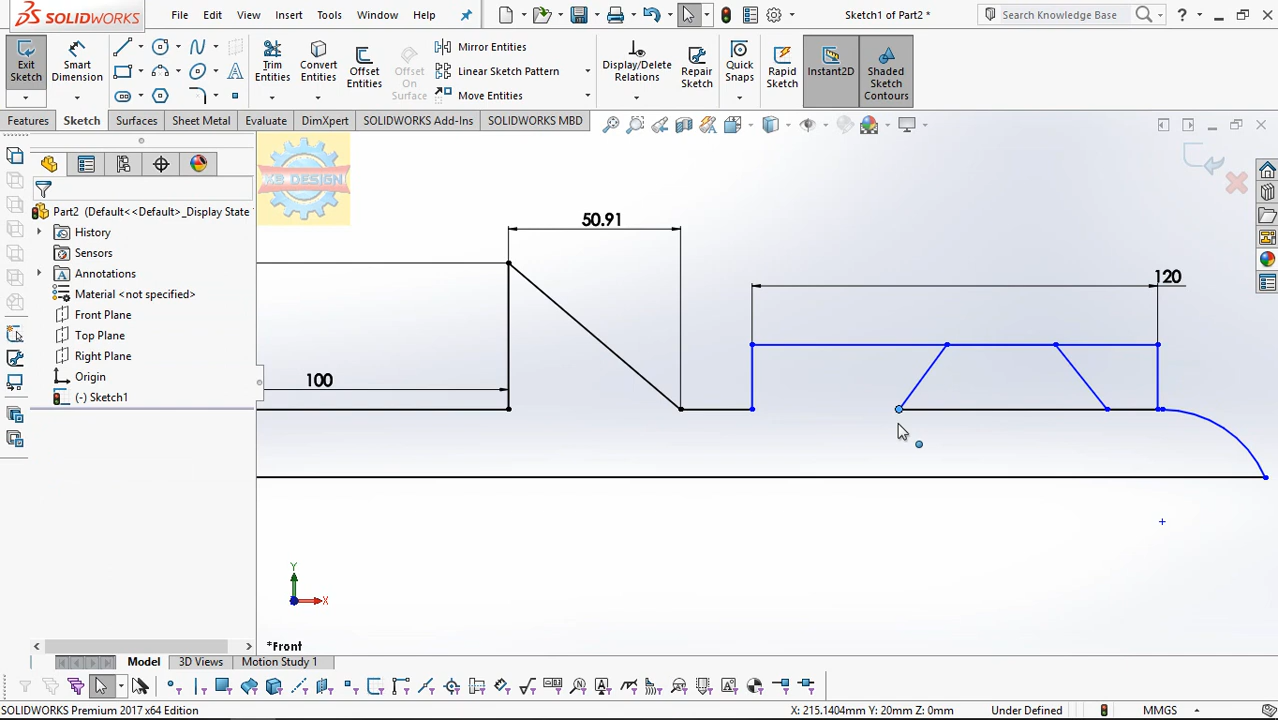 SOLIDWORKS
File Edit View Insert Tools Window Help
Sketch1 of Part2 *
Search Knowledge Base
Exit Sketch
Smart Dimension
Trim Entities
Convert Entities
Offset Entities
Offset On Surface
Mirror Entities
Linear Sketch Pattern
Move Entities
Display/Delete Relations
Repair Sketch
Quick Snaps
Rapid Sketch
Instant2D
Shaded Sketch Contours
Features Sketch Surfaces Sheet Metal Evaluate DimXpert SOLIDWORKS Add-Ins SOLIDWORKS MBD
Part2 (Default<<Default>_Display State
History
Sensors
Annotations
Material <not specified>
Front Plane
Top Plane
Right Plane
Origin
(-) Sketch1
KB DESIGN
50.91
120
100
Y
X
*Front
Model 3D Views Motion Study 1
SOLIDWORKS Premium 2017 x64 Edition
X: 215.1404mm Y: 20mm Z: 0mm
Under Defined
MMGS